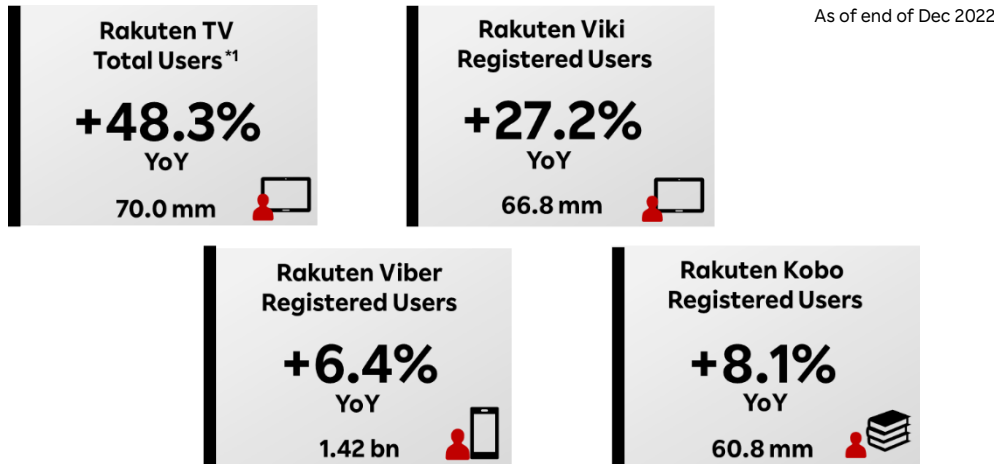 As of end of Dec 2022
Rakuten TV
Total Users *1
+48.3%
YoY
70.0 mm
Rakuten Viki
Registered Users
+27.2%
YoY
66.8 mm
Rakuten Viber
Registered Users
+6.4%
YoY
1.42 bn
Rakuten Kobo
Registered Users
+8.1%
YoY
60.8 mm